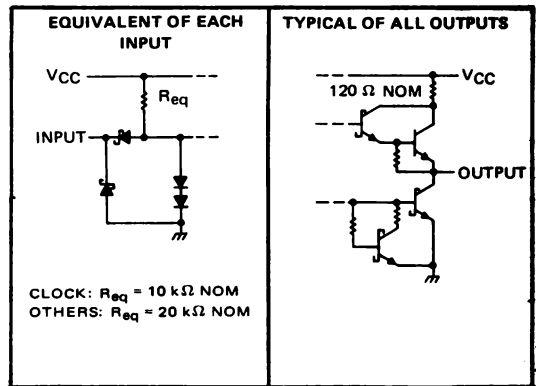 EQUIVALENT OF EACH
INPUT
VCC
Req
INPUT
CLOCK: Req = 10 kΩ NOM
OTHERS: Req = 20 kΩ NOM
TYPICAL OF ALL OUTPUTS
VCC
120 Ω NOM
OUTPUT